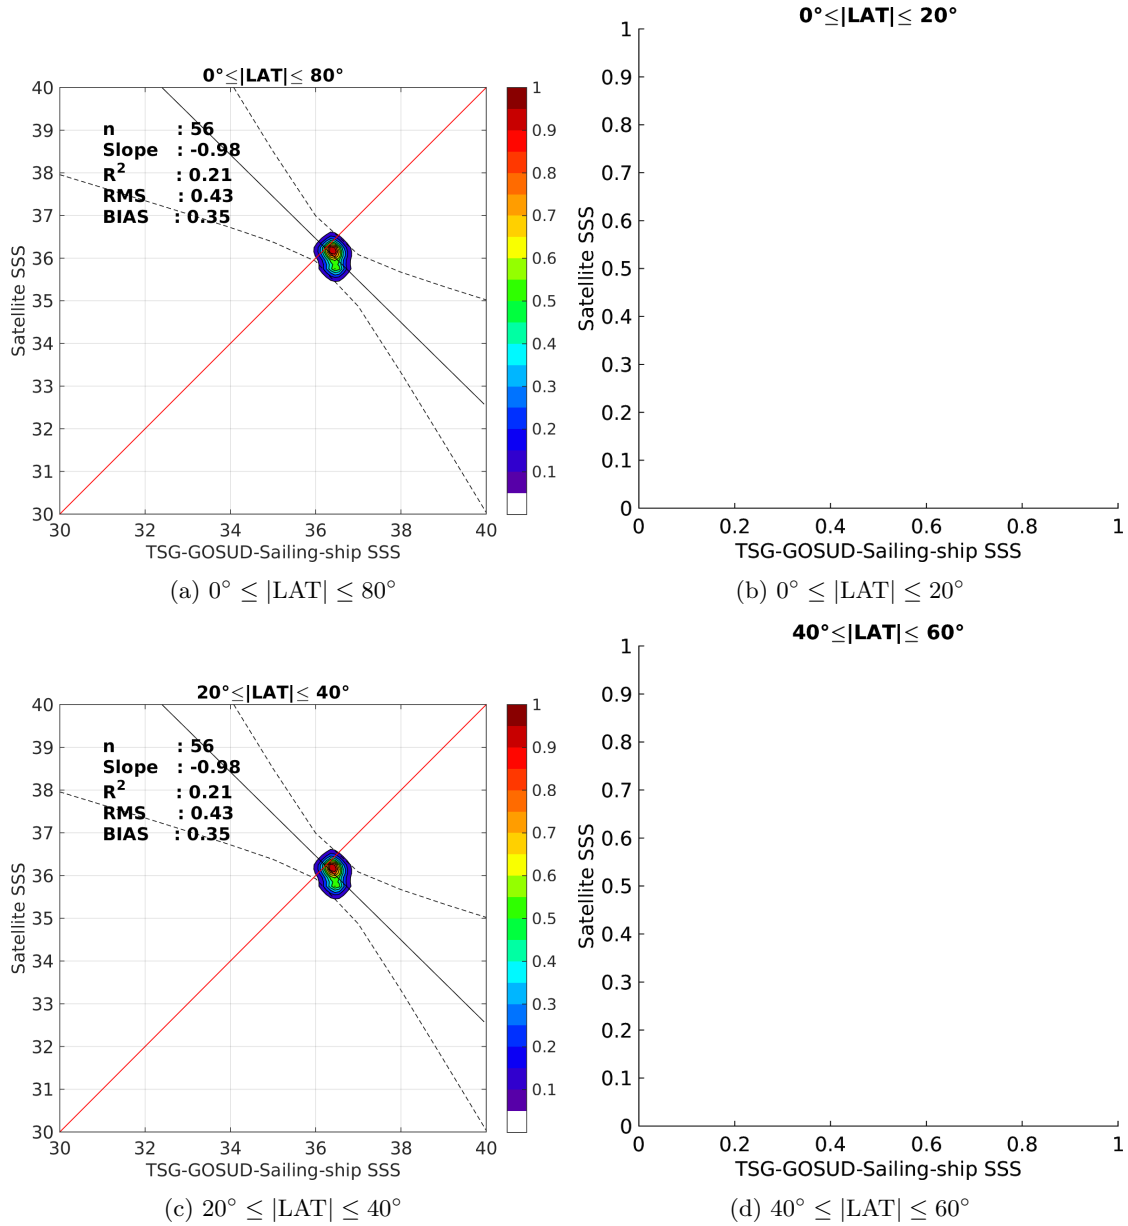 0°≤|LAT|≤ 80°
40
39
38
37
36
35
34
33
32
31
30
Satellite SSS
n : 56
Slope : -0.98
R2 : 0.21
RMS : 0.43
BIAS : 0.35
30 32 34 36 38 40
TSG-GOSUD-Sailing-ship SSS
1
0.9
0.8
0.7
0.6
0.5
0.4
0.3
0.2
0.1
(a) 0° ≤ |LAT| ≤ 80°
0°≤|LAT|≤ 20°
1
0.9
0.8
0.7
0.6
0.5
0.4
0.3
0.2
0.1
0
Satellite SSS
0 0.2 0.4 0.6 0.8 1
TSG-GOSUD-Sailing-ship SSS
(b) 0° ≤ |LAT| ≤ 20°
20°≤|LAT|≤ 40°
40
39
38
37
36
35
34
33
32
31
30
Satellite SSS
n : 56
Slope : -0.98
R2 : 0.21
RMS : 0.43
BIAS : 0.35
30 32 34 36 38 40
TSG-GOSUD-Sailing-ship SSS
1
0.9
0.8
0.7
0.6
0.5
0.4
0.3
0.2
0.1
(c) 20° ≤ |LAT| ≤ 40°
40°≤|LAT|≤ 60°
1
0.9
0.8
0.7
0.6
0.5
0.4
0.3
0.2
0.1
0
Satellite SSS
0 0.2 0.4 0.6 0.8 1
TSG-GOSUD-Sailing-ship SSS
(d) 40° ≤ |LAT| ≤ 60°